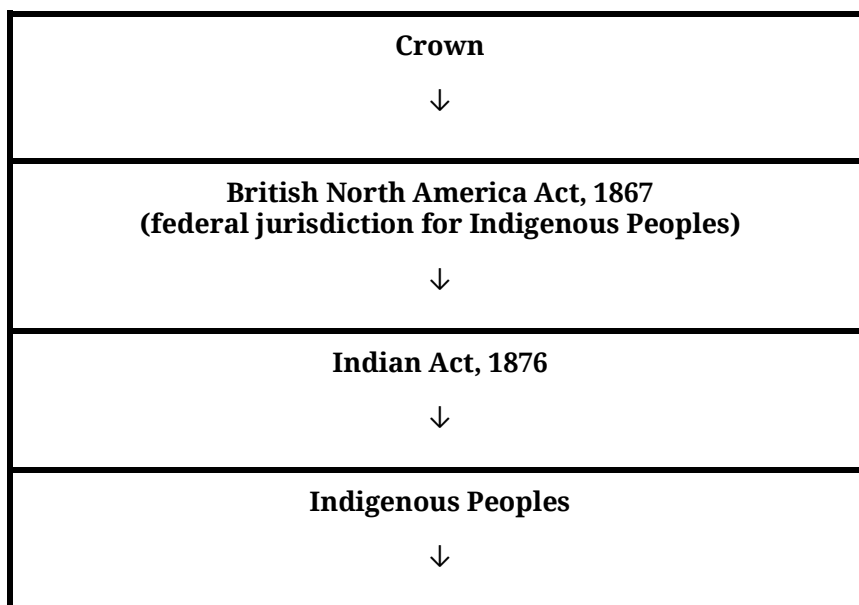 Crown
↓
British North America Act, 1867
(federal jurisdiction for Indigenous Peoples)
↓
Indian Act, 1876
↓
Indigenous Peoples
↓